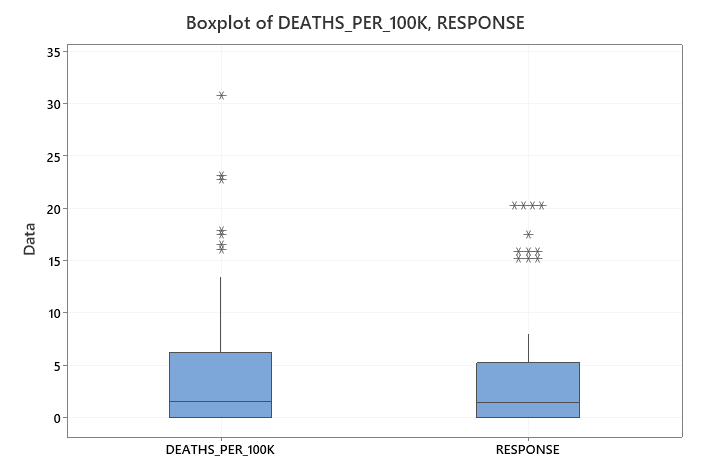 Boxplot of DEATHS_PER_100K, RESPONSE
35
30
25
20
15
10
5
0
Data
DEATHS_PER_100K
RESPONSE